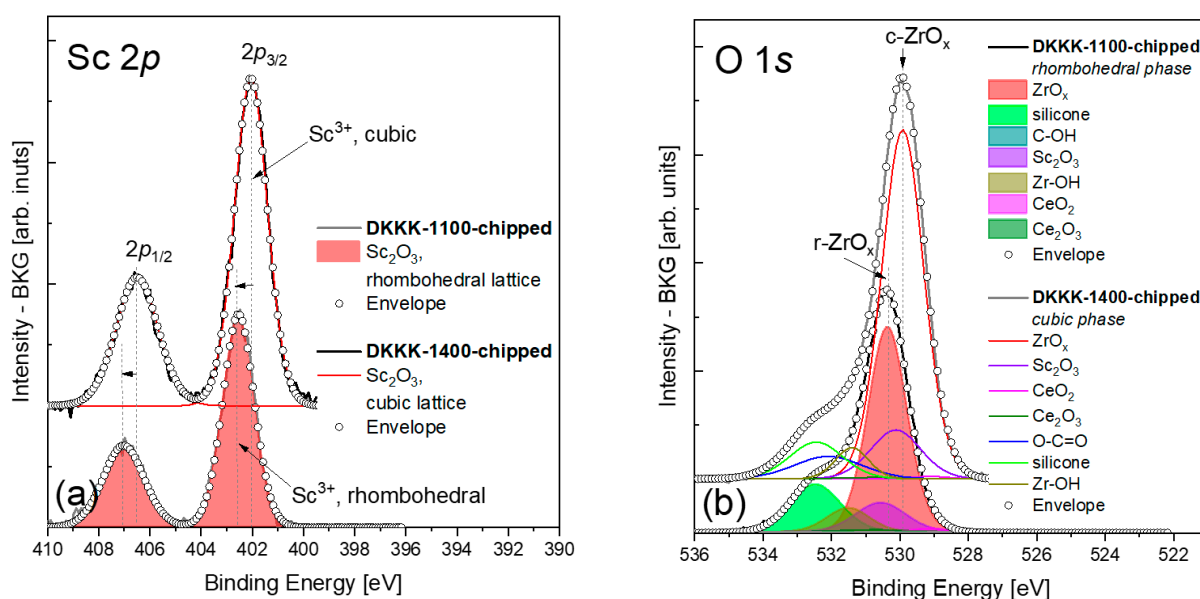 Sc 2p
2p3/2
Sc3+, cubic
2p1/2
DKKK-1100-chipped
Sc2O3,
rhombohedral lattice
Envelope
DKKK-1400-chipped
Sc2O3,
cubic lattice
Envelope
Sc3+, rhombohedral
(a)
Intensity - BKG [arb. inuts]
410 408 406 404 402 400 398 396 394 392 390
Binding Energy [eV]
O 1s
c-ZrOx
r-ZrOx
DKKK-1100-chipped
rhombohedral phase
ZrOx
silicone
C-OH
Sc2O3
Zr-OH
CeO2
Ce2O3
Envelope
DKKK-1400-chipped
cubic phase
ZrOx
Sc2O3
CeO2
Ce2O3
O-C=O
silicone
Zr-OH
Envelope
(b)
Intensity - BKG [arb. units]
536 534 532 530 528 526 524 522
Binding Energy [eV]